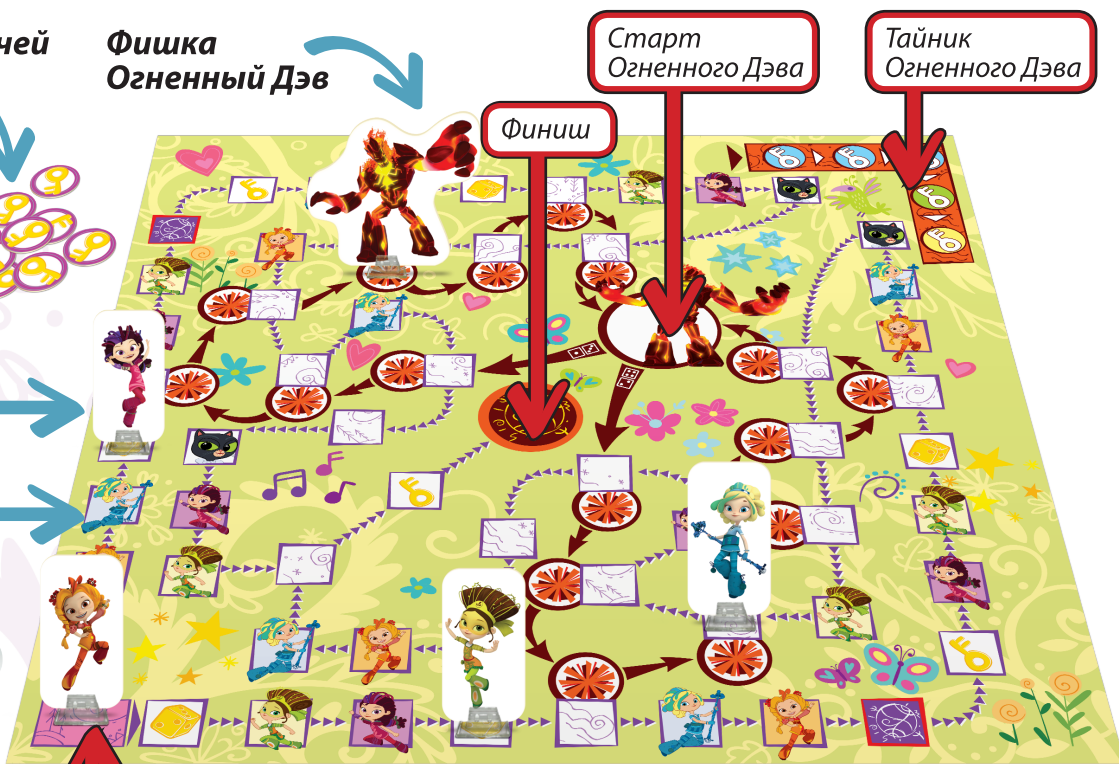 чей
Фишка
Огненный Дэв
Финиш
Старт
Огненного Дэва
Тайник
Огненного Дэва